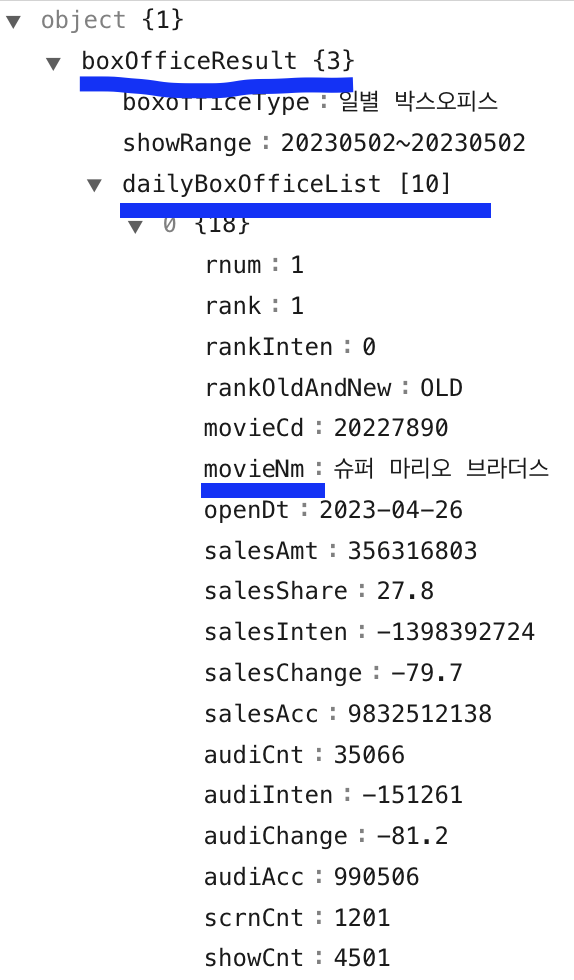 ▼ object {1}
▼ boxOfficeResult {3}
boxofficeType : 일별 박스오피스
showRange : 20230502~20230502
▼ dailyBoxOfficeList [10]
▼ 0 {18}
rnum : 1
rank : 1
rankInten : 0
rankOldAndNew : OLD
movieCd : 20227890
movieNm : 슈퍼 마리오 브라더스
openDt : 2023-04-26
salesAmt : 356316803
salesShare : 27.8
salesInten : -1398392724
salesChange : -79.7
salesAcc : 9832512138
audiCnt : 35066
audiInten : -151261
audiChange : -81.2
audiAcc : 990506
scrnCnt : 1201
showCnt : 4501